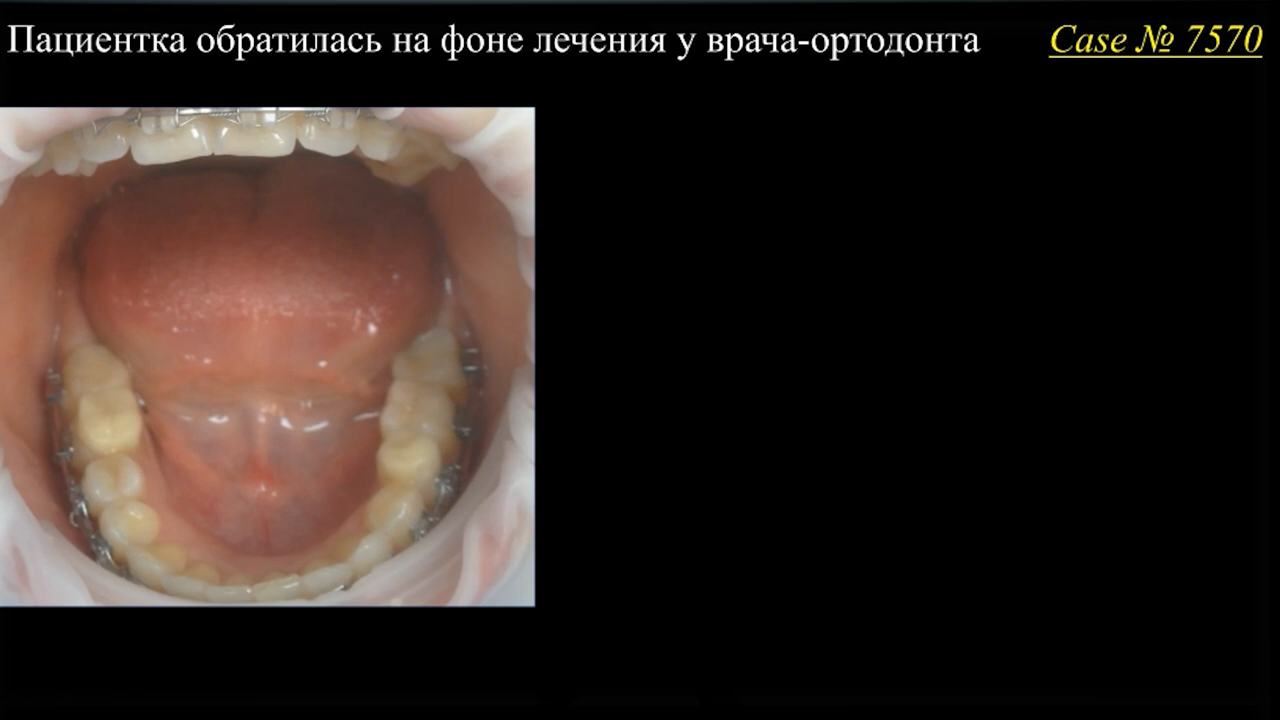 Пациентка обратилась на фоне лечения у врача-ортодонта
Case № 7570